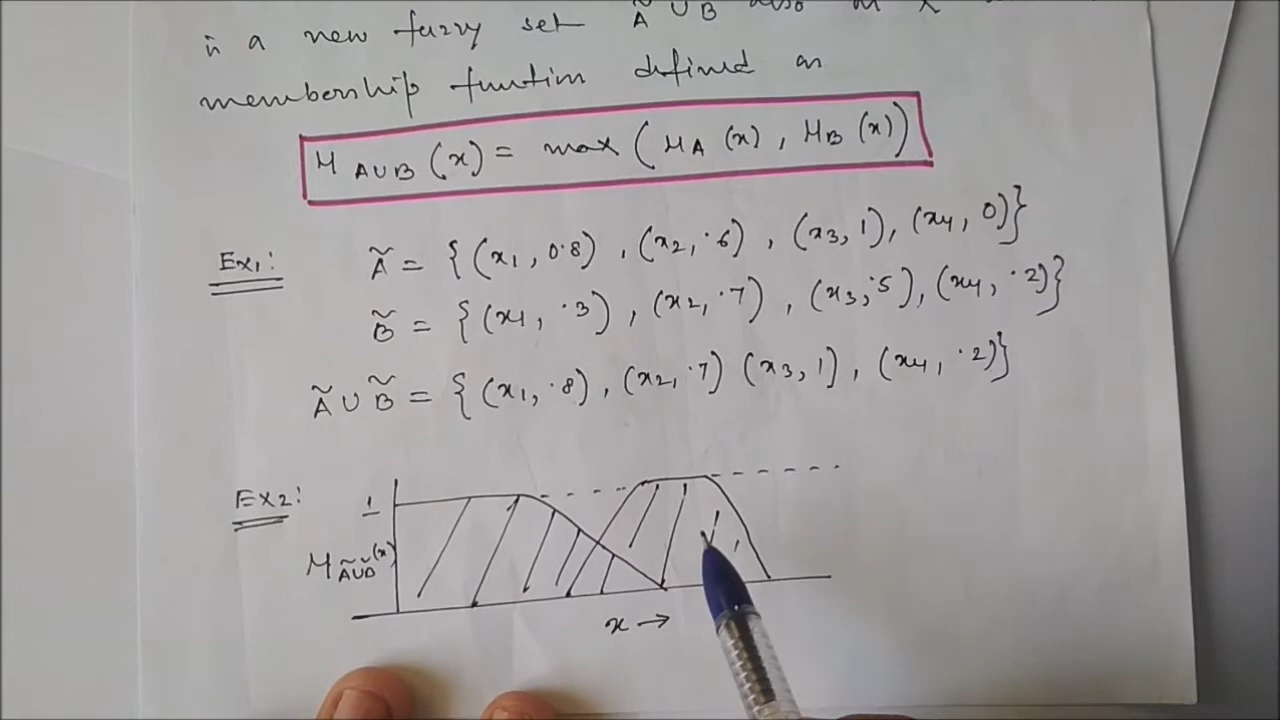 is a new fuzzy set Ã ∪ B also on X
membership function defined as
μ A∪B (x) = max (μA (x), μB (x))
Ex1: Ã = {(x1, 0.8), (x2, .6), (x3, 1), (x4, 0)}
B̃ = {(x1, .3), (x2, .7), (x3, .5), (x4, .2)}
Ã ∪ B̃ = {(x1, .8), (x2, .7) (x3, 1), (x4, .2)}
Ex2: 1
μ Ã∪B̃ (x)
x →